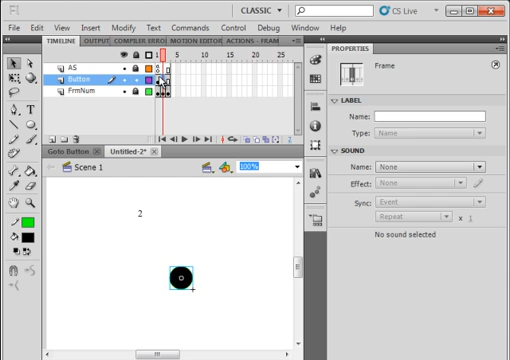 CLASSIC
CS Live
File Edit View Insert Modify Text Commands Control Debug Window Help
TIMELINE OUTPUT COMPILER ERRO MOTION EDITOR ACTIONS - FRAM
1 5 10 15 20 25
AS
Button
FrmNum
Goto Button Untitled-2*
Scene 1
100%
2
PROPERTIES
Frame
LABEL
Name:
Type: Name
SOUND
Name: None
Effect: None
Sync: Event
Repeat x 1
No sound selected